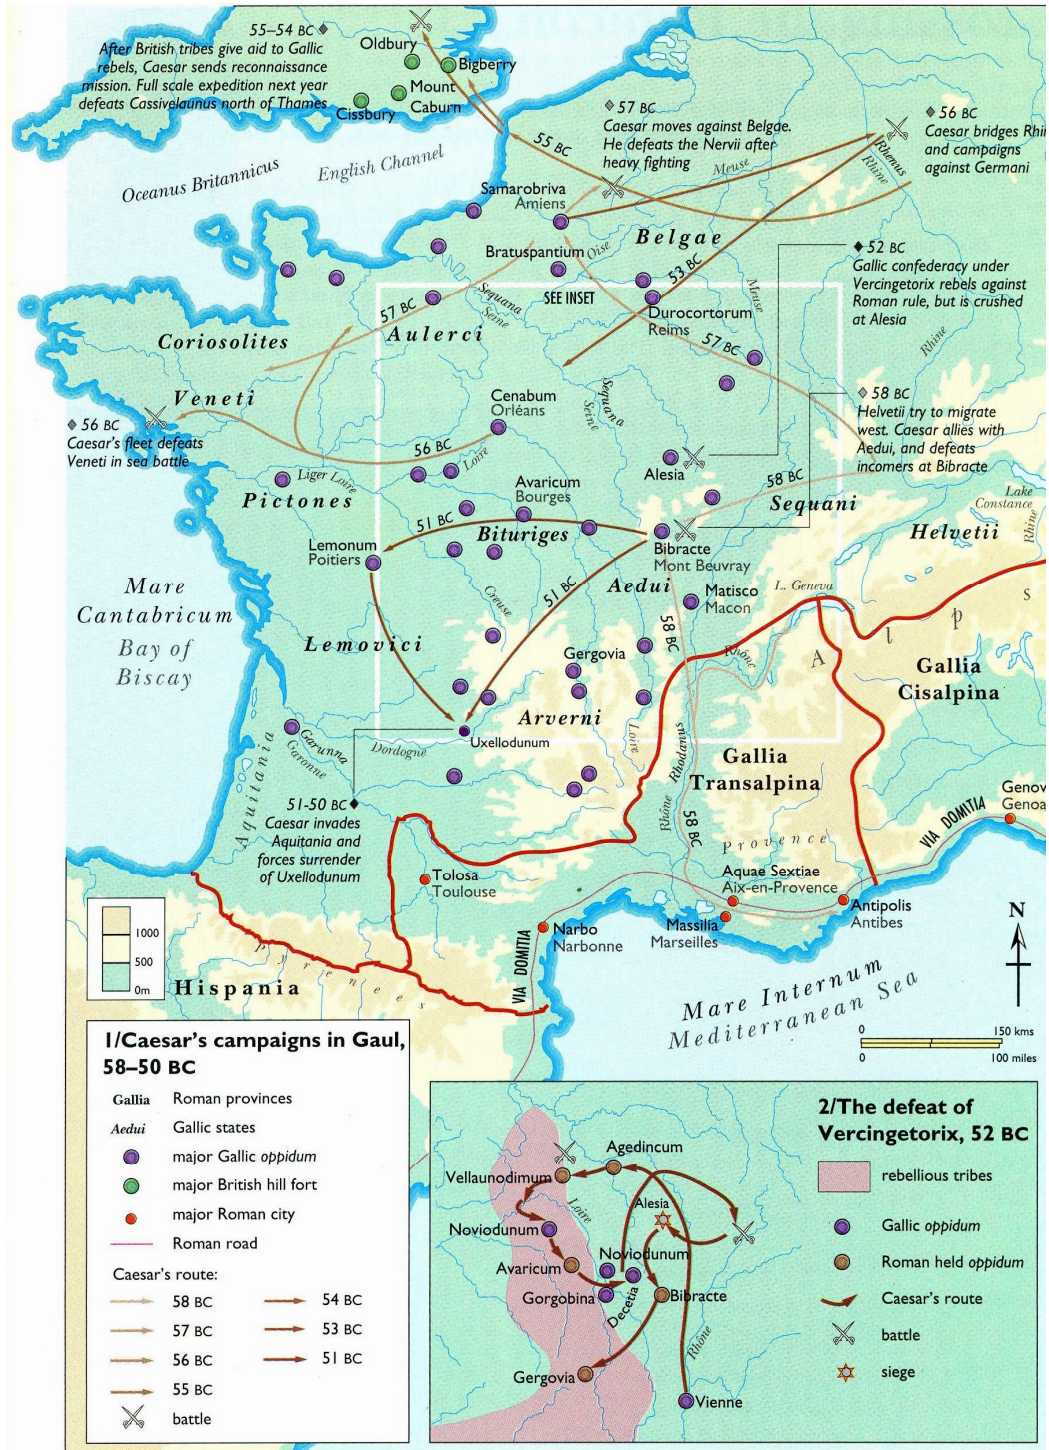 55–54 BC
After British tribes give aid to Gallic
rebels, Caesar sends reconnaissance
mission. Full scale expedition next year
defeats Cassivelaunus north of Thames
Oldbury
Bigberry
Mount
Caburn
Cissbury
57 BC
Caesar moves against Belgae.
He defeats the Nervii after
heavy fighting
56 BC
Caesar bridges Rhin
and campaigns
against Germani
Oceanus Britannicus
English Channel
55 BC
Meuse
Rhenus
Rhine
Samarobriva
Amiens
Belgae
Bratuspantium
Oise
SEE INSET
53 BC
52 BC
Gallic confederacy under
Vercingetorix rebels against
Roman rule, but is crushed
at Alesia
Durocortorum
Reims
Meuse
Rhine
57 BC
Sequana
Seine
Aulerci
Coriosolites
57 BC
Veneti
56 BC
Caesar's fleet defeats
Veneti in sea battle
Cenabum
Orléans
Sequana
Seine
58 BC
Helvetii try to migrate
west. Caesar allies with
Aedui, and defeats
incomers at Bibracte
56 BC
Loire
Liger Loire
Alesia
58 BC
Pictones
Avaricum
Bourges
Sequani
Lake
Constance
Rhine
Helvetii
51 BC
Bituriges
Lemonum
Poitiers
Bibracte
Mont Beuvray
Aedui
Matisco
Macon
L. Geneva
Creuse
51 BC
58 BC
Mare
Cantabricum
Bay of
Biscay
Lemovici
Gergovia
Rhône
A l p s
Gallia
Cisalpina
Arverni
Uxellodunum
Garunna
Garonne
Dordogne
Loire
Rhône Rhodanus
Gallia
Transalpina
Aquitania
51-50 BC
Caesar invades
Aquitania and
forces surrender
of Uxellodunum
58 BC
Provence
VIA DOMITIA
Genov
Genoa
Tolosa
Toulouse
Aquae Sextiae
Aix-en-Provence
Antipolis
Antibes
Massilia
Marseilles
Narbo
Narbonne
VIA DOMITIA
1000
500
0m
Pyrenees
Hispania
Mare Internum
Mediterranean Sea
N
0
150 kms
100 miles
1/Caesar's campaigns in Gaul,
58–50 BC
Gallia Roman provinces
Aedui Gallic states
major Gallic oppidum
major British hill fort
major Roman city
Roman road
Caesar's route:
58 BC
57 BC
56 BC
55 BC
54 BC
53 BC
51 BC
battle
2/The defeat of
Vercingetorix, 52 BC
rebellious tribes
Gallic oppidum
Roman held oppidum
Caesar's route
battle
siege
Agedincum
Vellaunodimum
Loire
Alesia
Noviodunum
Noviodunum
Avaricum
Gorgobina
Decetia
Bibracte
Rhône
Gergovia
Vienne